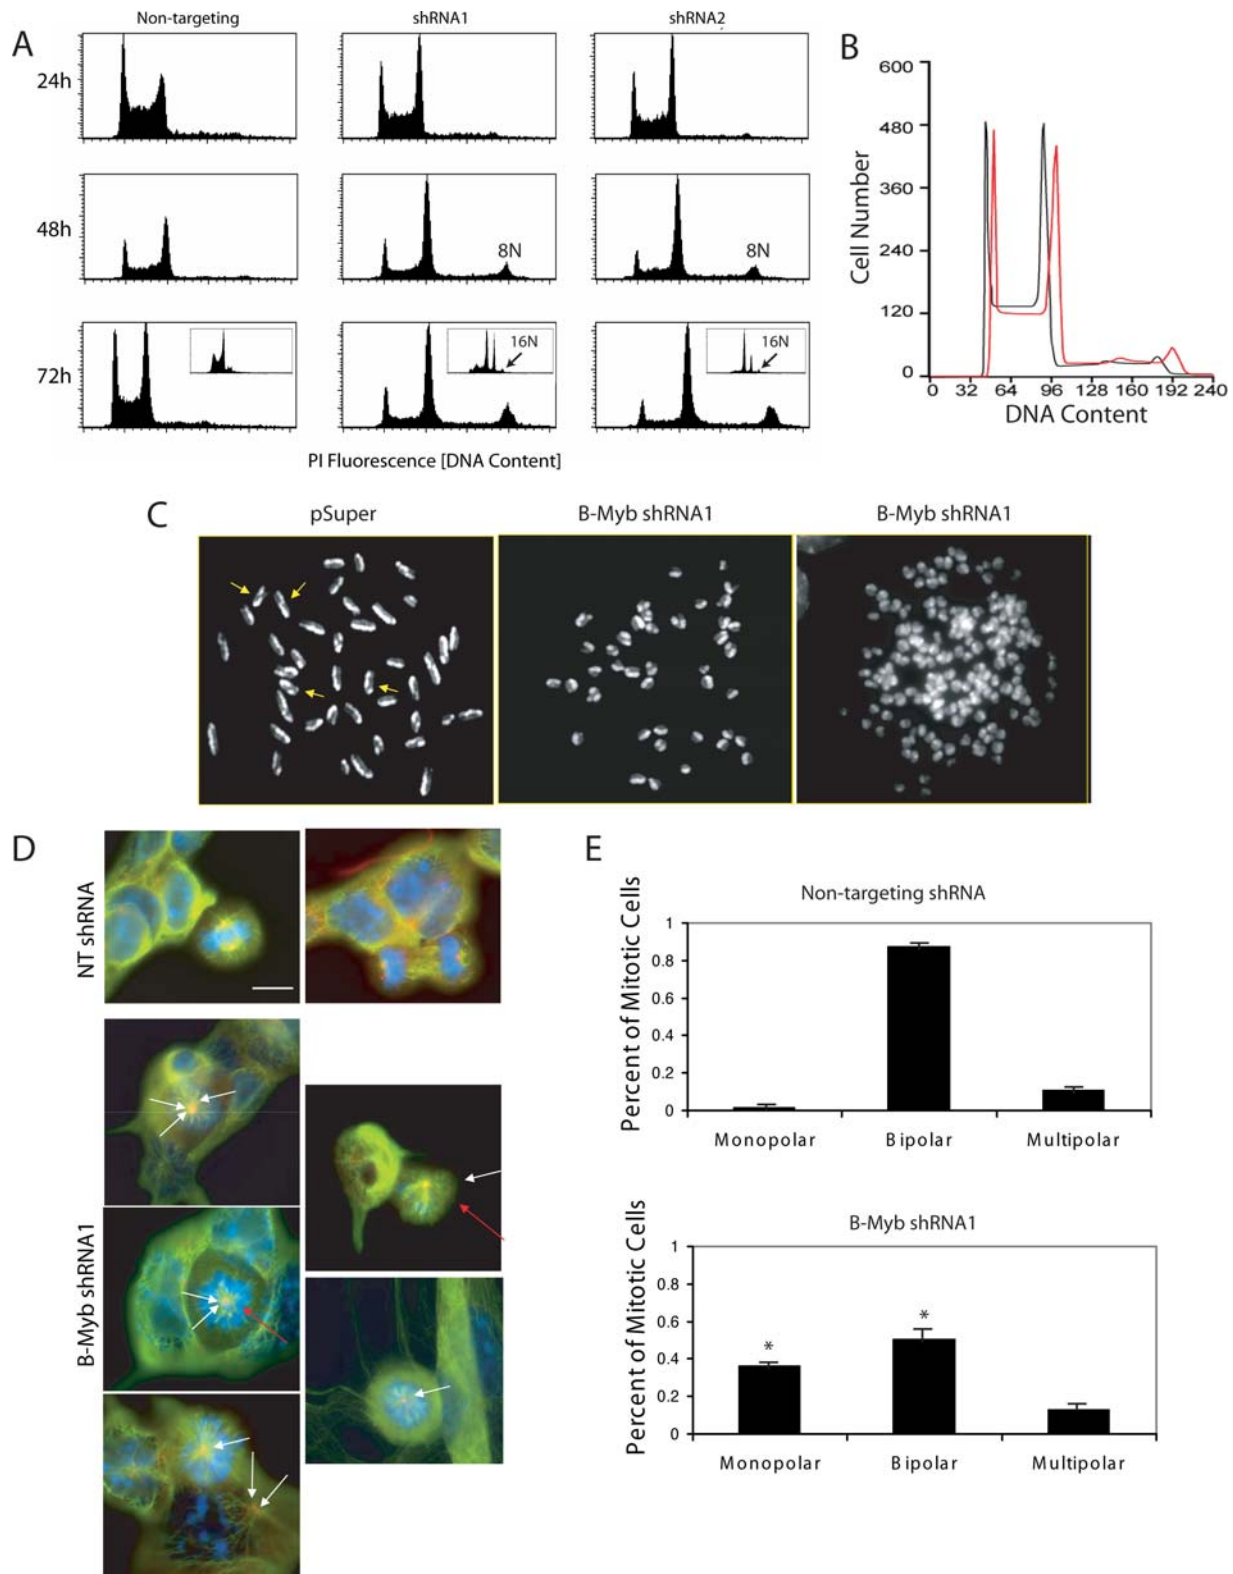 Non-targeting shRNA1 shRNA2
A
24h
48h
8N 8N
72h
16N 16N
PI Fluorescence [DNA Content]
B
Cell Number
600
480
360
240
120
0
0 32 64 96 128 160 192 240
DNA Content
C
pSuper B-Myb shRNA1 B-Myb shRNA1
D
NT shRNA
B-Myb shRNA1
E
Non-targeting shRNA
Percent of Mitotic Cells
1
0.8
0.6
0.4
0.2
0
Monopolar Bipolar Multipolar
B-Myb shRNA1
Percent of Mitotic Cells
1
0.8
0.6
0.4
0.2
0
* *
Monopolar Bipolar Multipolar